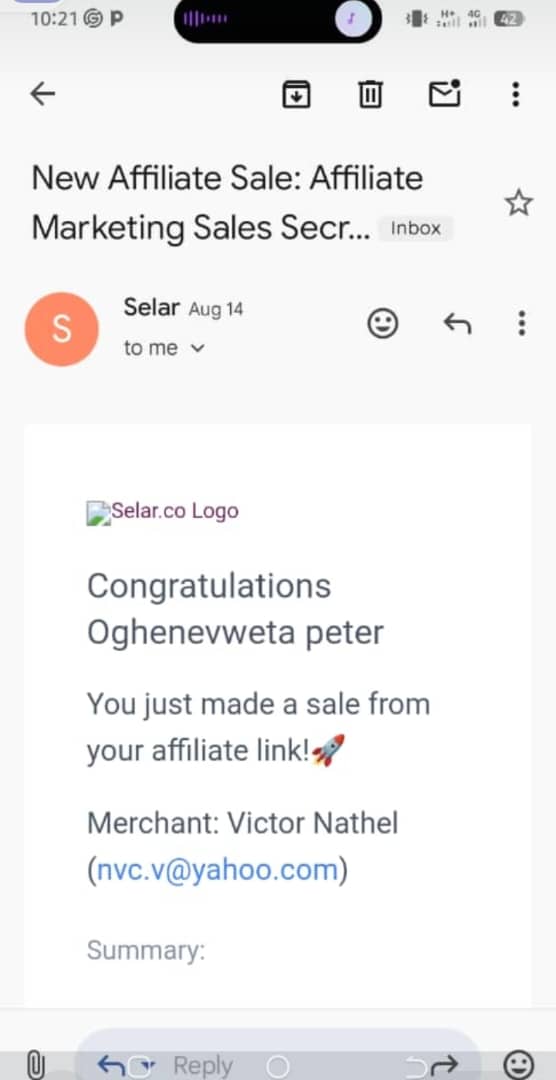 10:21 G P
H+ 4G 42
New Affiliate Sale: Affiliate
Marketing Sales Secr... Inbox
S
Selar Aug 14
to me
Selar.co Logo
Congratulations
Oghenevweta peter
You just made a sale from
your affiliate link!🚀
Merchant: Victor Nathel
(nvc.v@yahoo.com)
Summary:
Reply